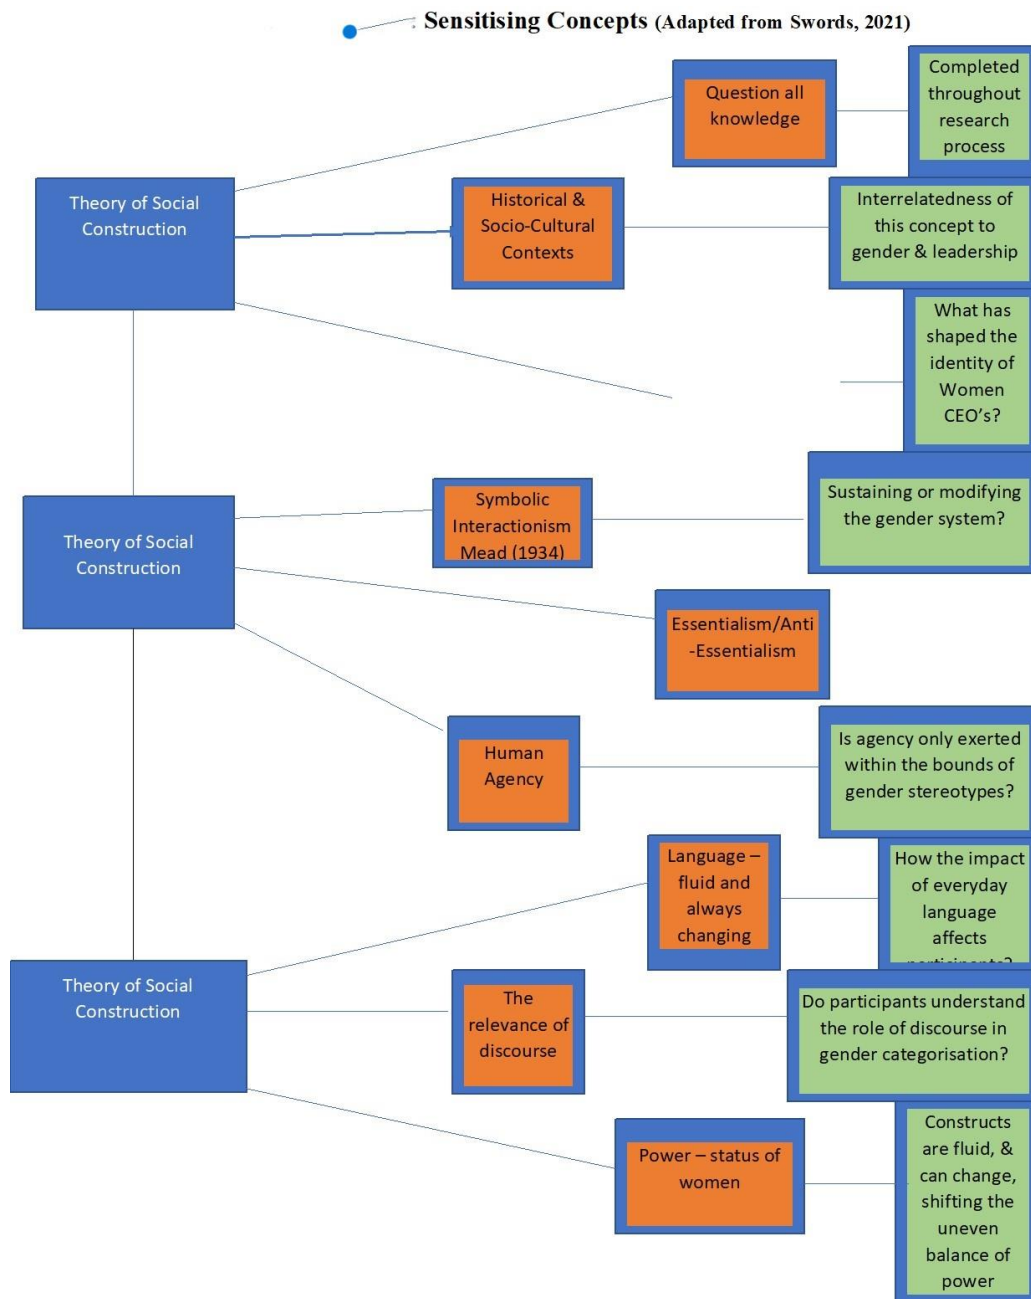 : Sensitising Concepts (Adapted from Swords, 2021)
Theory of Social
Construction
Question all
knowledge
Completed
throughout
research
process
Historical &
Socio-Cultural
Contexts
Interrelatedness of
this concept to
gender & leadership
What has
shaped the
identity of
Women
CEO’s?
Theory of Social
Construction
Symbolic
Interactionism
Mead (1934)
Sustaining or modifying
the gender system?
Essentialism/Anti
-Essentialism
Human
Agency
Is agency only exerted
within the bounds of
gender stereotypes?
Theory of Social
Construction
Language –
fluid and
always
changing
How the impact
of everyday
language
affects
participants?
The
relevance of
discourse
Do participants understand
the role of discourse in
gender categorisation?
Power – status of
women
Constructs
are fluid, &
can change,
shifting the
uneven
balance of
power